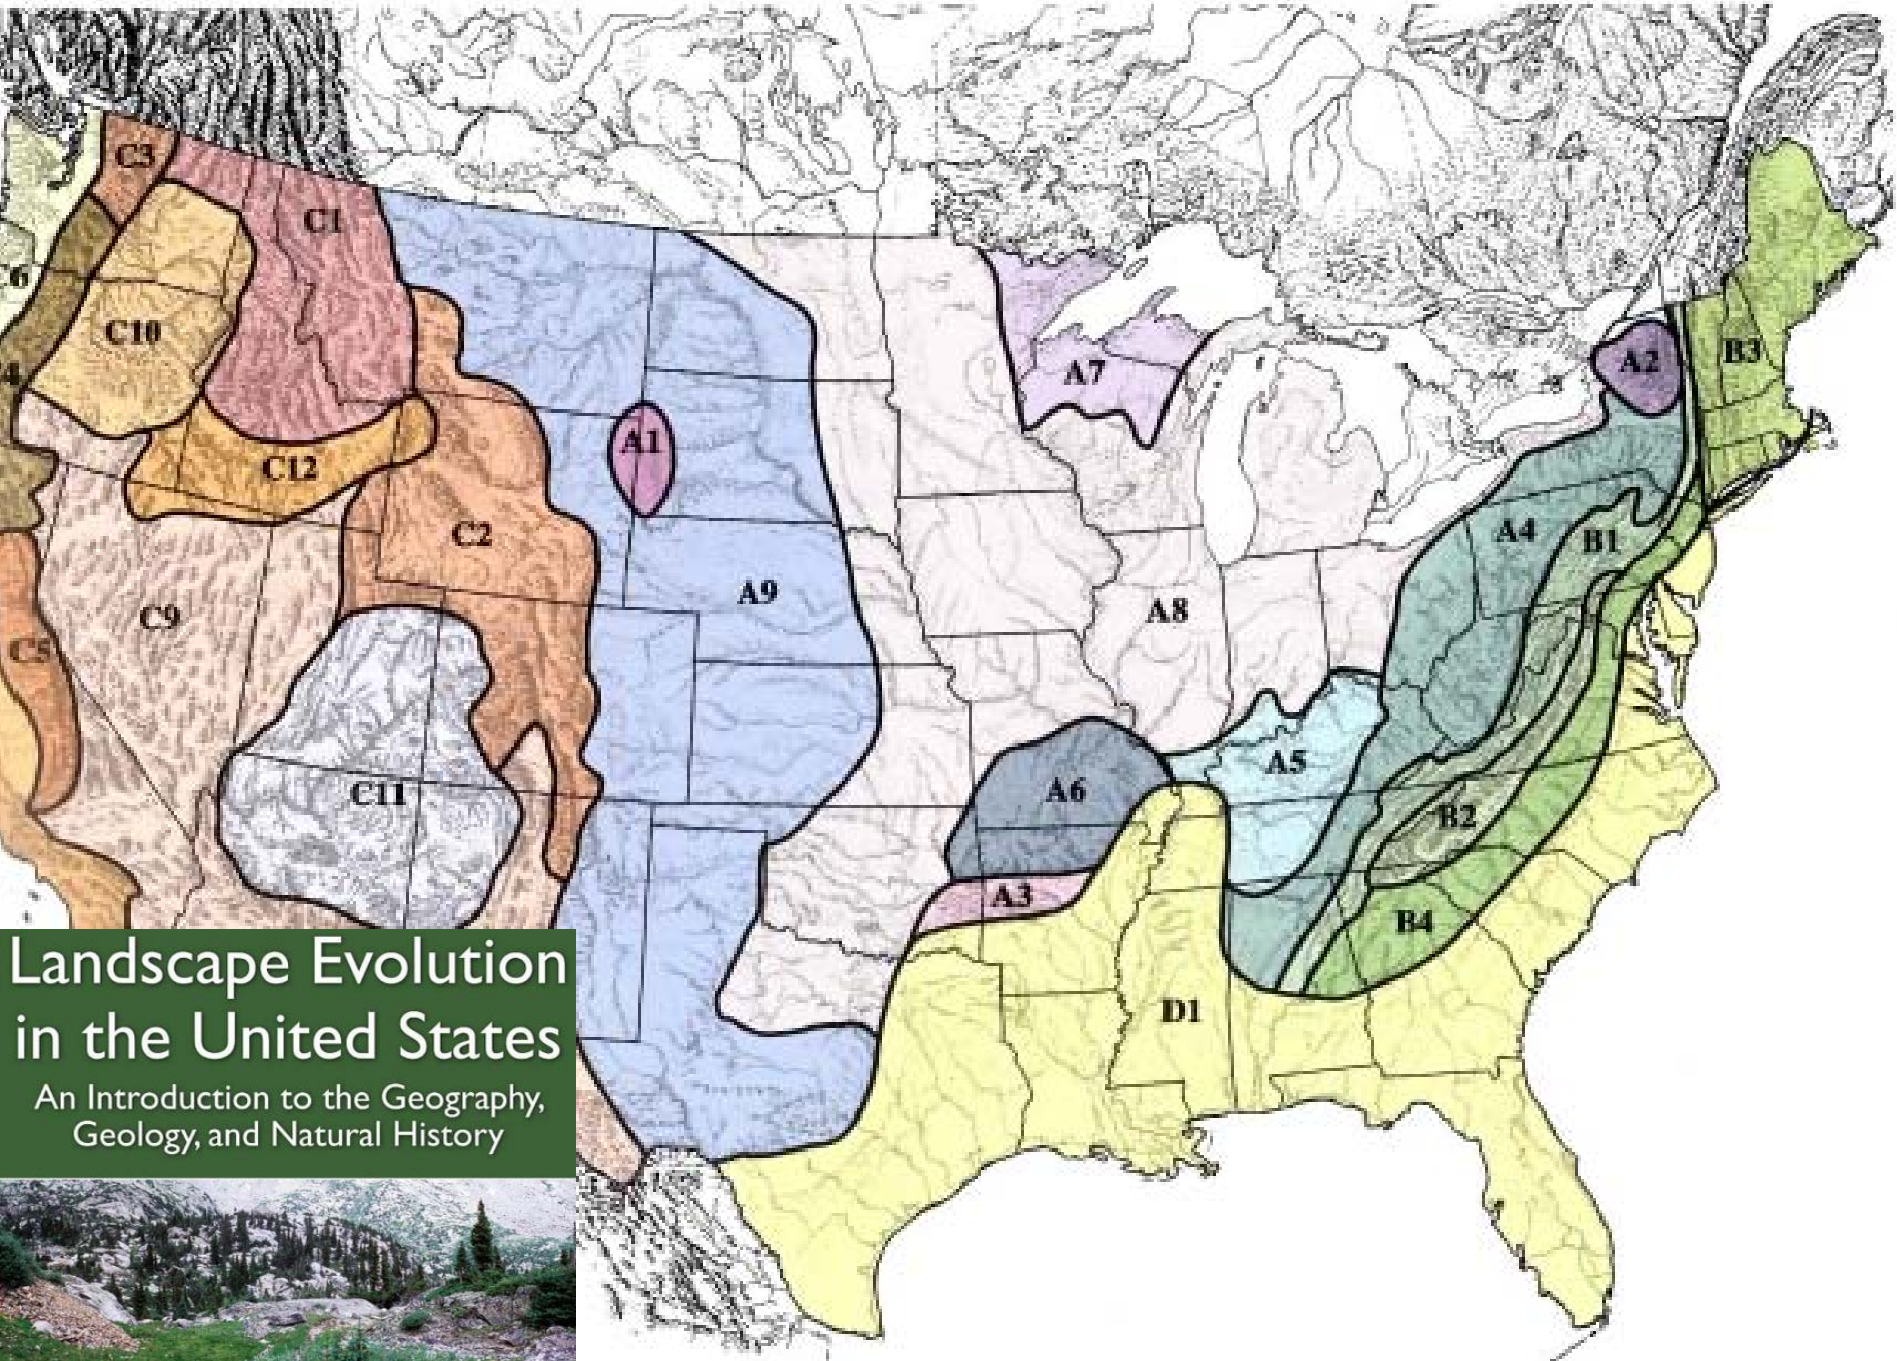 C3
C1
C6
C10
4
A7
A2
B3
A1
C12
C2
A4
B1
A9
C9
A8
C5
A5
C11
A6
B2
A3
B4
D1
Landscape Evolution
in the United States
An Introduction to the Geography,
Geology, and Natural History